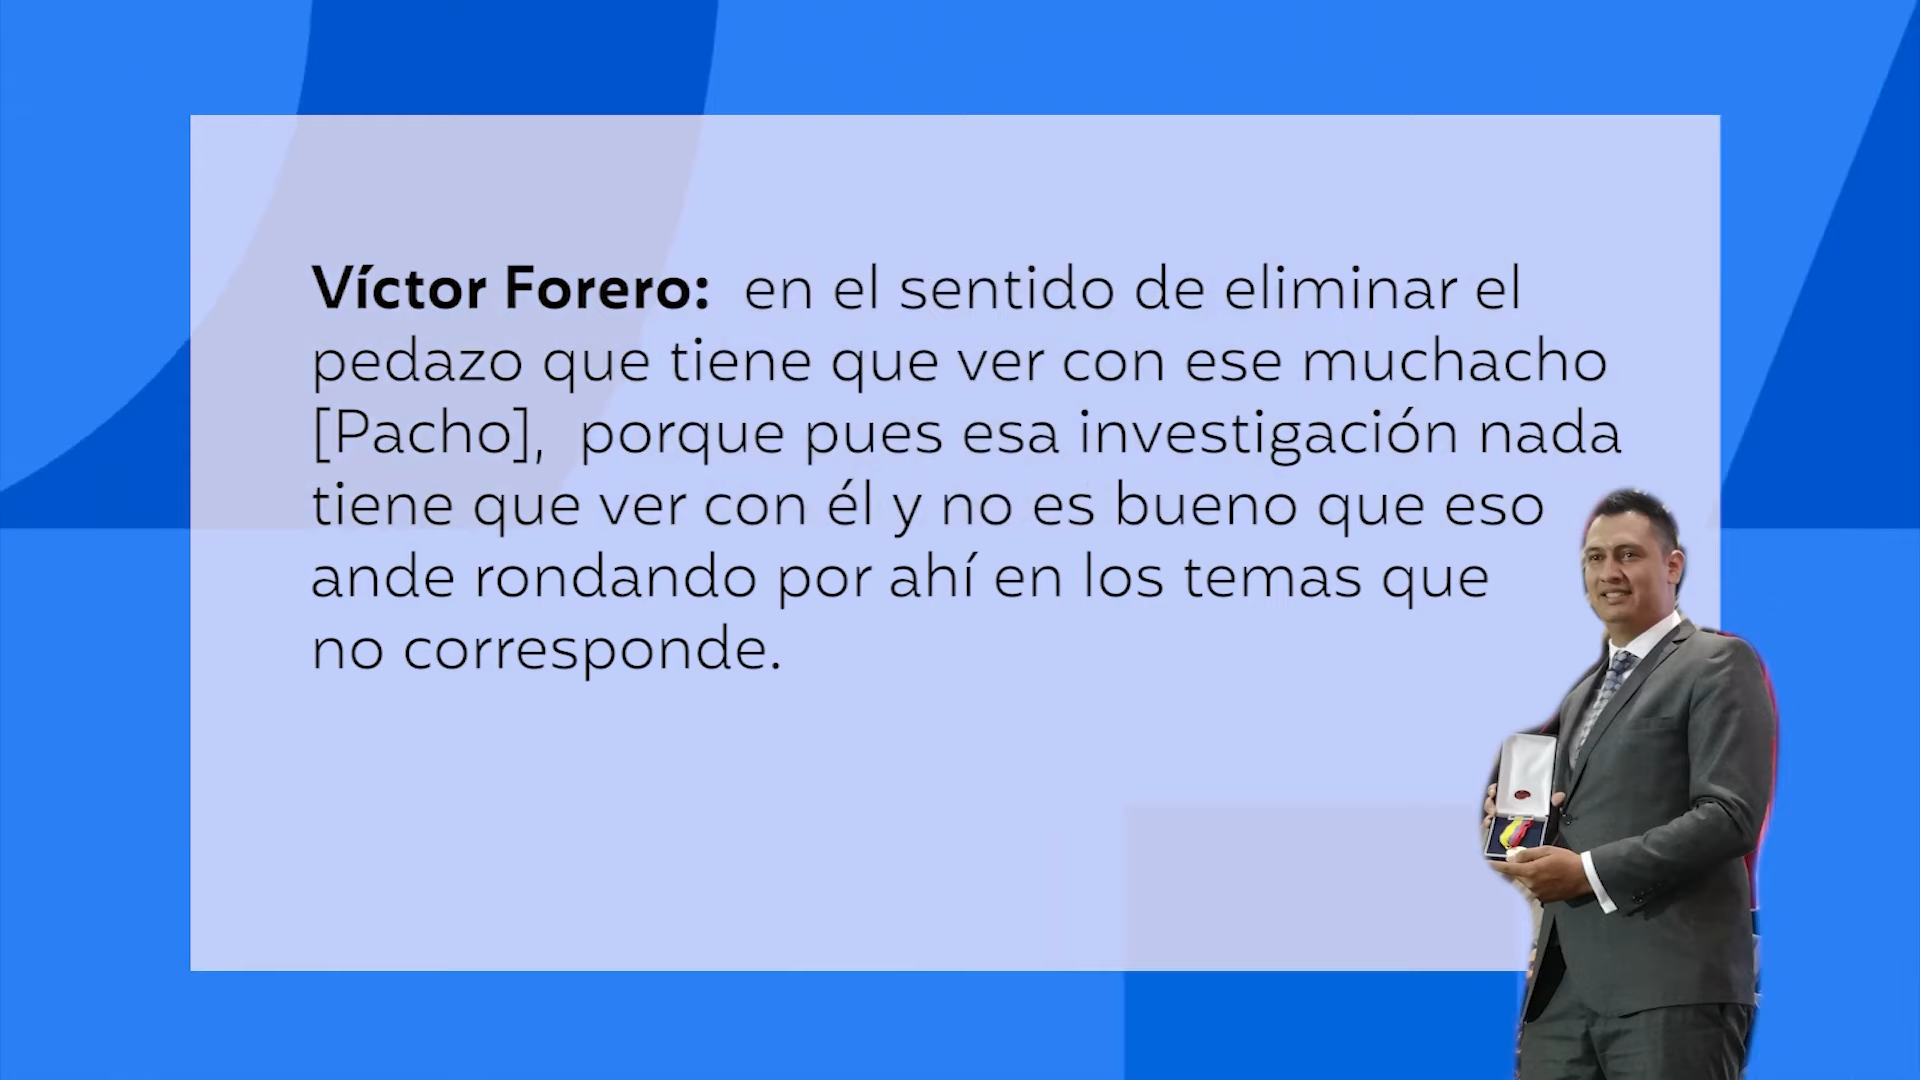 Víctor Forero: en el sentido de eliminar el
pedazo que tiene que ver con ese muchacho
[Pacho], porque pues esa investigación nada
tiene que ver con él y no es bueno que eso
ande rondando por ahí en los temas que
no corresponde.